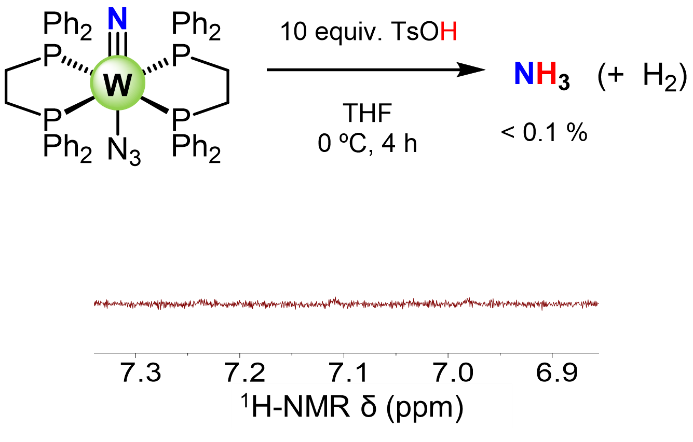 Ph₂ N Ph₂
10 equiv. TsOH
P P
W
NH₃ (+ H₂)
P P
THF
Ph₂ N₃ Ph₂
0 ºC, 4 h
< 0.1 %
7.3 7.2 7.1 7.0 6.9
¹H-NMR δ (ppm)